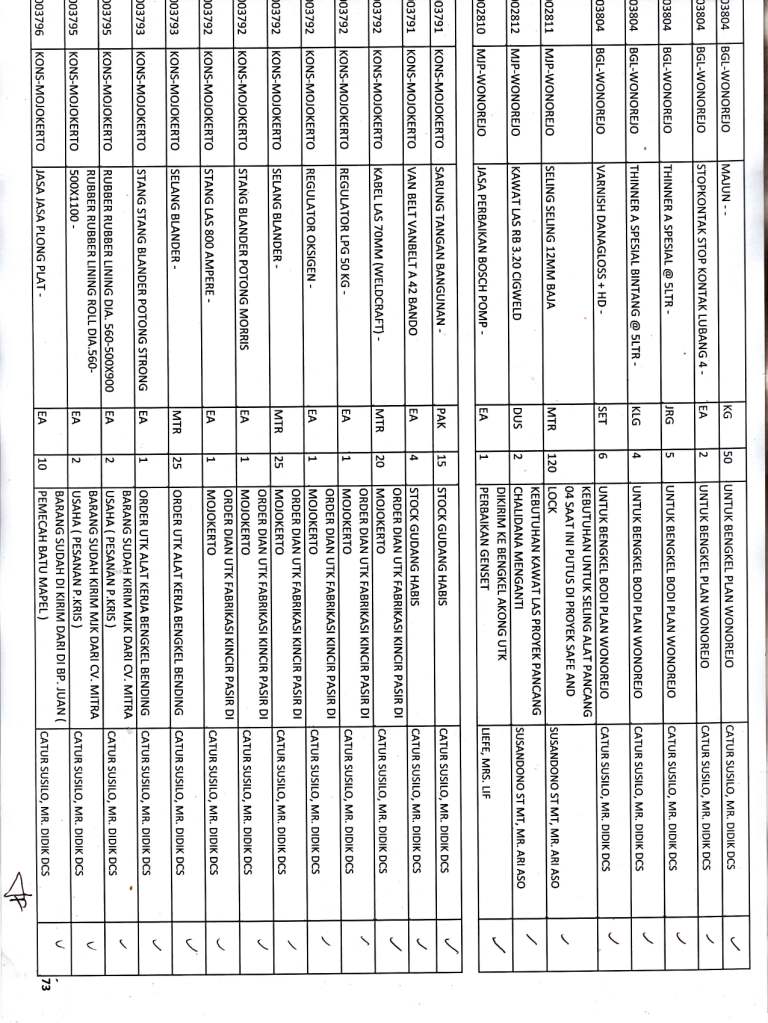 03804 BGL-WONOREJO MAJUN - - KG 50 UNTUK BENGKEL PLAN WONOREJO CATUR SUSILO, MR. DIDIK DCS ✓
03804 BGL-WONOREJO STOPKONTAK STOP KONTAK LUBANG 4 - EA 2 UNTUK BENGKEL PLAN WONOREJO CATUR SUSILO, MR. DIDIK DCS ✓
03804 BGL-WONOREJO THINNER A SPESIAL @ 5LTR - JRG 5 UNTUK BENGKEL BODI PLAN WONOREJO CATUR SUSILO, MR. DIDIK DCS ✓
03804 BGL-WONOREJO THINNER A SPESIAL BINTANG @ 5LTR - KLG 4 UNTUK BENGKEL BODI PLAN WONOREJO CATUR SUSILO, MR. DIDIK DCS ✓
03804 BGL-WONOREJO VARNISH DANAGLOSS + HD - SET 6 UNTUK BENGKEL BODI PLAN WONOREJO CATUR SUSILO, MR. DIDIK DCS ✓
KEBUTUHAN UNTUK SELING ALAT PANCANG
04 SAAT INI PUTUS DI PROYEK SAFE AND
002811 MJP-WONOREJO SELING SELING 12MM BAJA MTR 120 LOCK SUSANDONO ST MT, MR. ARI ASO ✓
KEBUTUHAN KAWAT LAS PROYEK PANCANG
002812 MJP-WONOREJO KAWAT LAS RB 3.20 CIGWELD DUS 2 CHALIDANA MENGANTI SUSANDONO ST MT, MR. ARI ASO ✓
DIKIRIM KE BENGKEL AKONG UTK
002810 MJP-WONOREJO JASA PERBAIKAN BOSCH POMP - EA 1 PERBAIKAN GENSET LIEFE, MRS. LIF ✓
03791 KONS-MOJOKERTO SARUNG TANGAN BANGUNAN - PAK 15 STOCK GUDANG HABIS CATUR SUSILO, MR. DIDIK DCS ✓
003791 KONS-MOJOKERTO VAN BELT VANBELT A 42 BANDO EA 4 STOCK GUDANG HABIS CATUR SUSILO, MR. DIDIK DCS ✓
ORDER DIAN UTK FABRIKASI KINCIR PASIR DI
003792 KONS-MOJOKERTO KABEL LAS 70MM (WELDCRAFT) - MTR 20 MOJOKERTO CATUR SUSILO, MR. DIDIK DCS ✓
ORDER DIAN UTK FABRIKASI KINCIR PASIR DI
003792 KONS-MOJOKERTO REGULATOR LPG 50 KG - EA 1 MOJOKERTO CATUR SUSILO, MR. DIDIK DCS ✓
ORDER DIAN UTK FABRIKASI KINCIR PASIR DI
003792 KONS-MOJOKERTO REGULATOR OKSIGEN - EA 1 MOJOKERTO CATUR SUSILO, MR. DIDIK DCS ✓
ORDER DIAN UTK FABRIKASI KINCIR PASIR DI
003792 KONS-MOJOKERTO SELANG BLANDER - MTR 25 MOJOKERTO CATUR SUSILO, MR. DIDIK DCS ✓
ORDER DIAN UTK FABRIKASI KINCIR PASIR DI
003792 KONS-MOJOKERTO STANG BLANDER POTONG MORRIS EA 1 MOJOKERTO CATUR SUSILO, MR. DIDIK DCS ✓
ORDER DIAN UTK FABRIKASI KINCIR PASIR DI
003792 KONS-MOJOKERTO STANG LAS 800 AMPERE - EA 1 MOJOKERTO CATUR SUSILO, MR. DIDIK DCS ✓
003793 KONS-MOJOKERTO SELANG BLANDER - MTR 25 ORDER UTK ALAT KERJA BENGKEL BENDING CATUR SUSILO, MR. DIDIK DCS ✓
003793 KONS-MOJOKERTO STANG STANG BLANDER POTONG STRONG EA 1 ORDER UTK ALAT KERJA BENGKEL BENDING CATUR SUSILO, MR. DIDIK DCS ✓
BARANG SUDAH KIRIM MJK DARI CV. MITRA
003795 KONS-MOJOKERTO RUBBER RUBBER LINING DIA. 560-500X900 EA 2 USAHA ( PESANAN P.KRIS ) CATUR SUSILO, MR. DIDIK DCS ✓
RUBBER RUBBER LINING ROLL DIA.560- BARANG SUDAH KIRIM MJK DARI CV. MITRA
003795 KONS-MOJOKERTO 500X1100 - EA 2 USAHA ( PESANAN P.KRIS ) CATUR SUSILO, MR. DIDIK DCS ✓
BARANG SUDAH DI KIRIM DARI DI BP. JUAN (
003796 KONS-MOJOKERTO JASA JASA PLONG PLAT - EA 10 PEMECAH BATU MAPEL ) CATUR SUSILO, MR. DIDIK DCS ✓
73